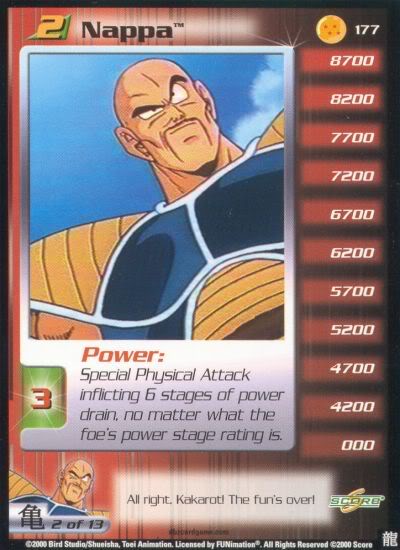 2 Nappa™ 177
8700
8200
7700
7200
6700
6200
5700
5200
4700
4200
000
Power:
3
Special Physical Attack
inflicting 6 stages of power
drain, no matter what the
foe's power stage rating is.
All right, Kakarot! The fun's over!
SCORE
亀 2 of 13
dbzcardgame.com
©2000 Bird Studio/Shueisha, Toei Animation. Licensed by FUNimation®. All Rights Reserved ©2000 Score
龍